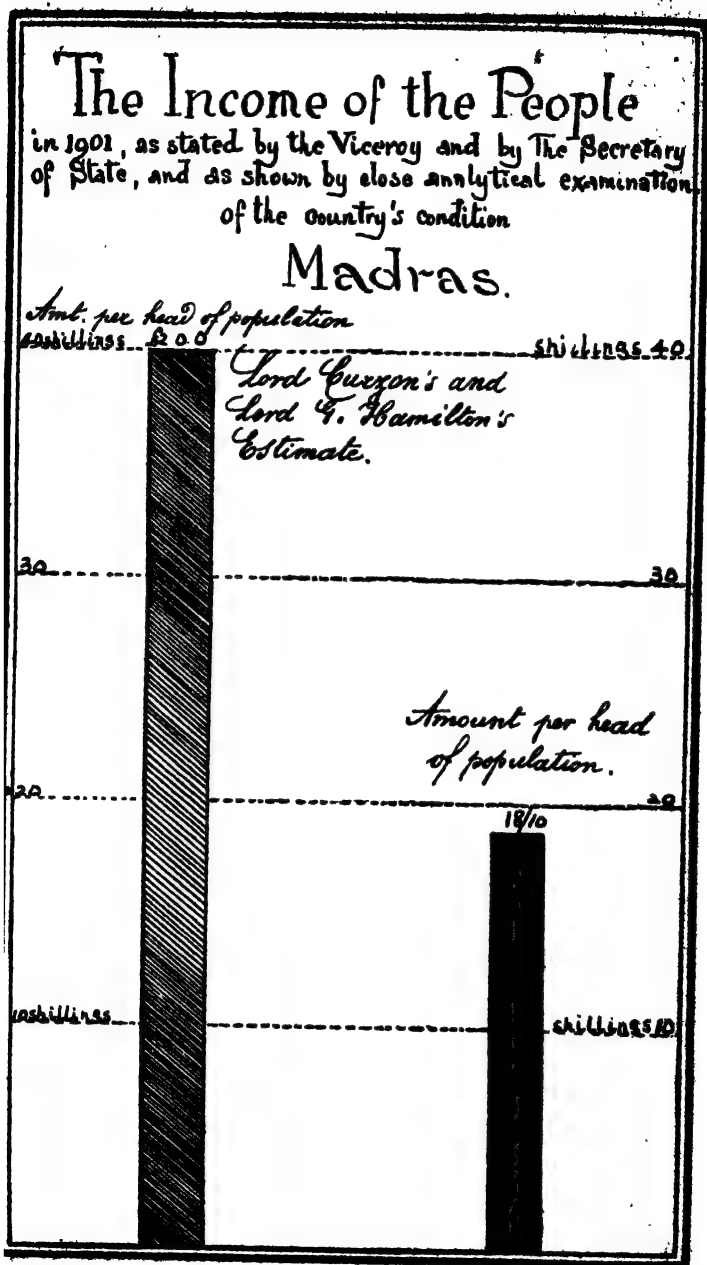 The Income of the People
in 1901, as stated by the Viceroy and by The Secretary
of State, and as shown by close analytical examination
of the country's condition
Madras.
Amt. per head of population
40shillings £2 0 0 shillings 40
Lord Curzon's and
Lord G. Hamilton's
Estimate.
30 30
Amount per head
of population.
20 20
18/10
10shillings shillings 10